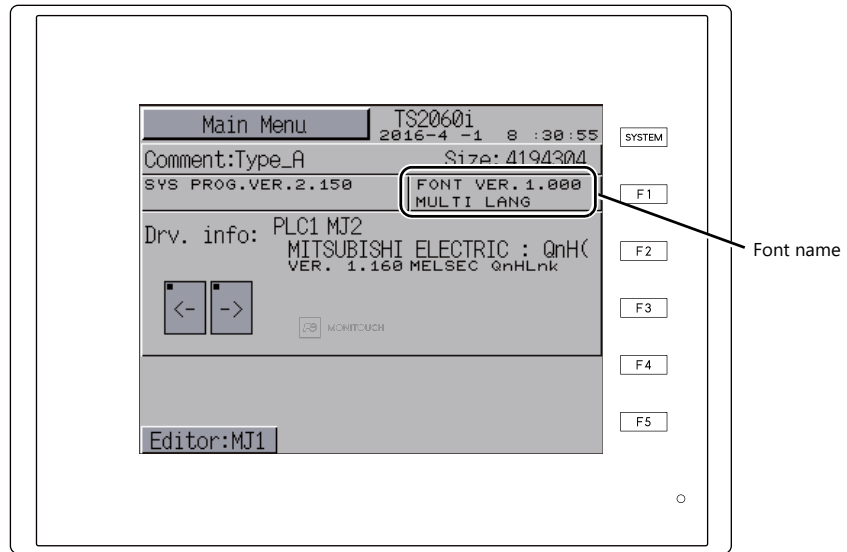 Main Menu
TS2060i
2016-4 -1 8 :30:55
SYSTEM
Comment:Type_A
Size: 4194304
SYS PROG.VER.2.150
FONT VER.1.000
MULTI LANG
F1
Font name
Drv. info:
PLC1 MJ2
MITSUBISHI ELECTRIC : QnH(
VER. 1.160 MELSEC QnHLnk
F2
<-
->
F3
MONITOUCH
F4
F5
Editor:MJ1